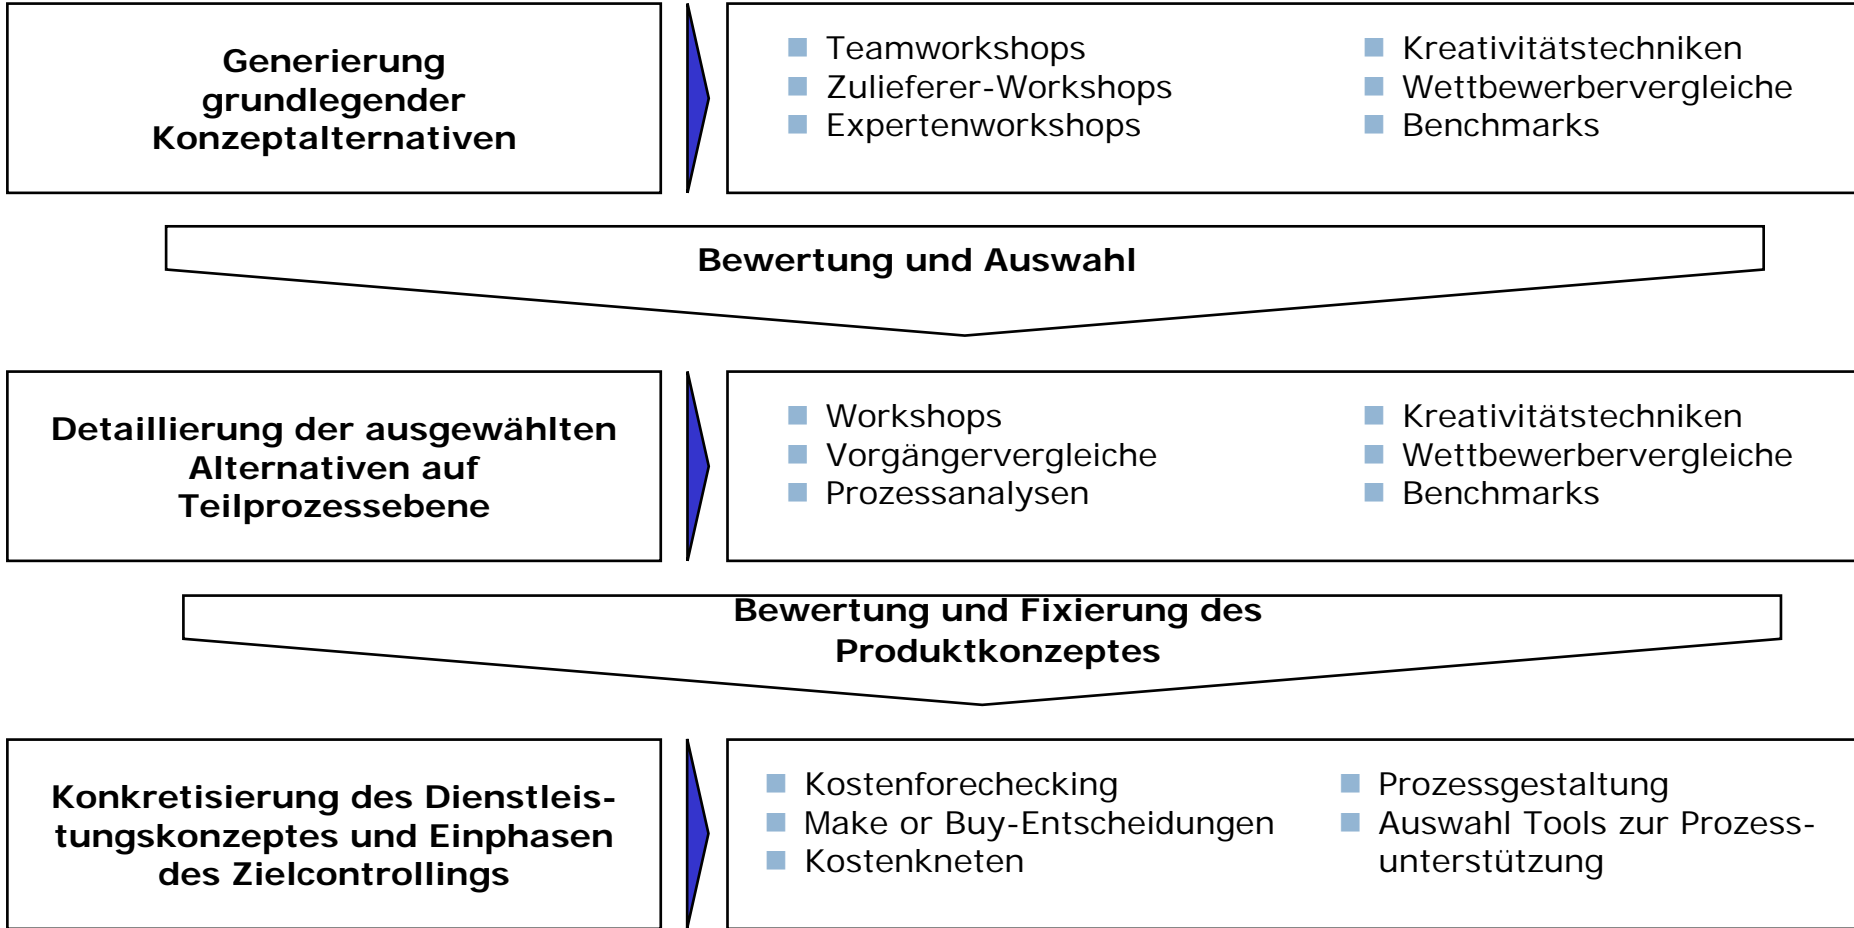 Generierung
grundlegender
Konzeptalternativen
Teamworkshops
Zulieferer-Workshops
Expertenworkshops
Kreativitätstechniken
Wettbewerbervergleiche
Benchmarks
Bewertung und Auswahl
Detaillierung der ausgewählten
Alternativen auf
Teilprozessebene
Workshops
Vorgängervergleiche
Prozessanalysen
Kreativitätstechniken
Wettbewerbervergleiche
Benchmarks
Bewertung und Fixierung des
Produktkonzeptes
Konkretisierung des Dienstleis-
tungskonzeptes und Einphasen
des Zielcontrollings
Kostenforechecking
Make or Buy-Entscheidungen
Kostenkneten
Prozessgestaltung
Auswahl Tools zur Prozess-
unterstützung